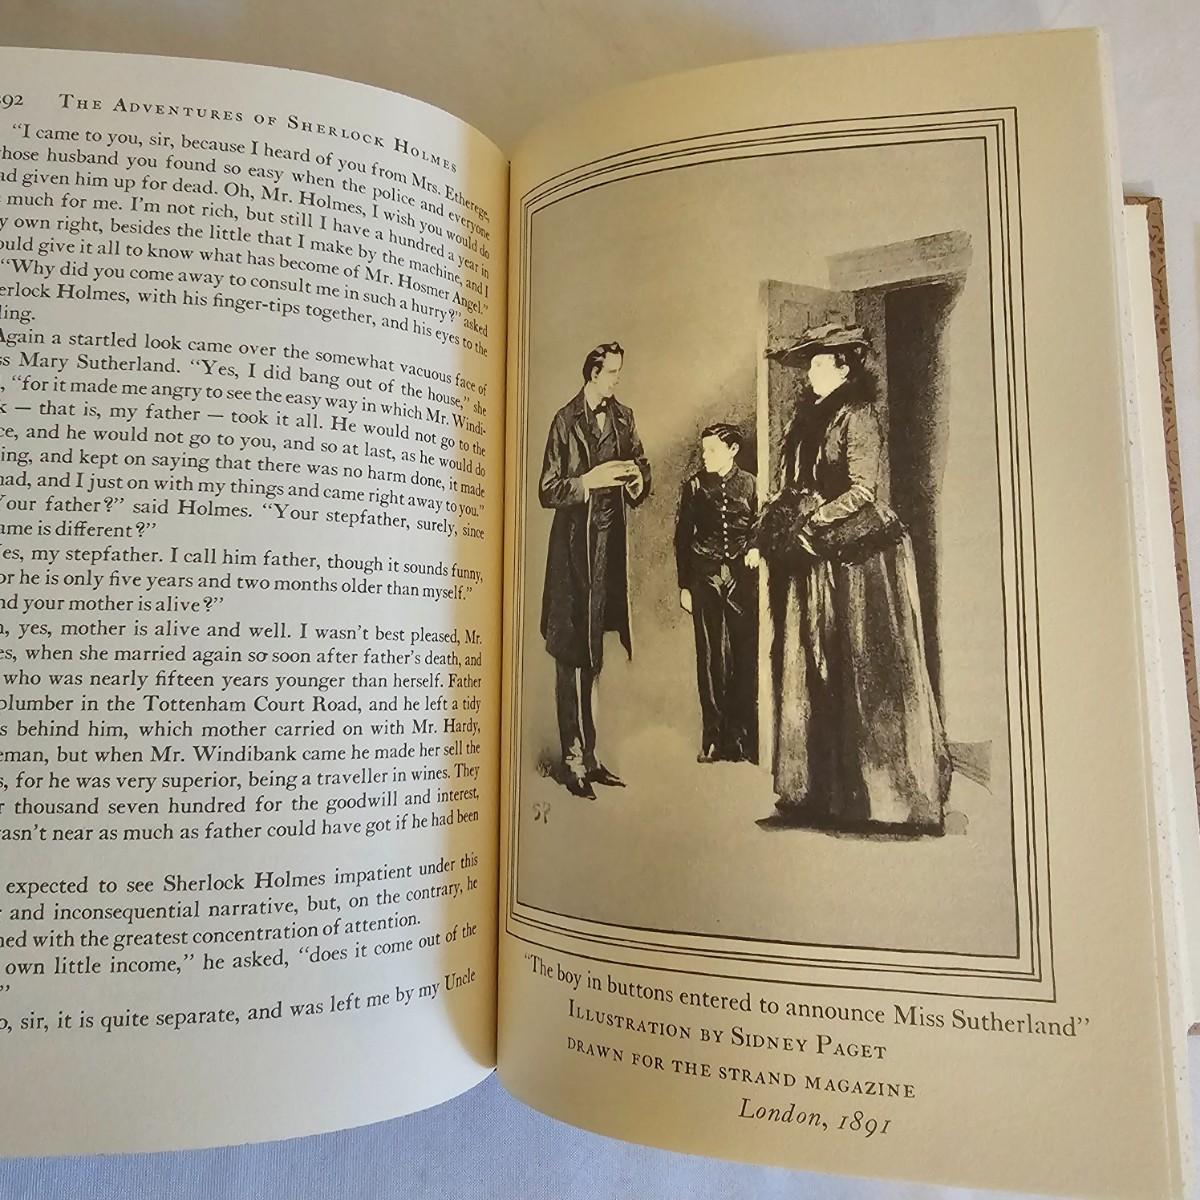 92 THE ADVENTURES OF SHERLOCK HOLMES
"I came to you, sir, because I heard of you from Mrs. Etherege,
hose husband you found so easy when the police and everyone
ad given him up for dead. Oh, Mr. Holmes, I wish you would do
much for me. I'm not rich, but still I have a hundred a year in
y own right, besides the little that I make by the machine, and I
ould give it all to know what has become of Mr. Hosmer Angel."
"Why did you come away to consult me in such a hurry?" asked
erlock Holmes, with his finger-tips together, and his eyes to the
ling.
Again a startled look came over the somewhat vacuous face of
ss Mary Sutherland. "Yes, I did bang out of the house," she
, "for it made me angry to see the easy way in which Mr. Windi-
k — that is, my father — took it all. He would not go to the
ce, and he would not go to you, and so at last, as he would do
ing, and kept on saying that there was no harm done, it made
ad, and I just on with my things and came right away to you."
Your father?" said Holmes. "Your stepfather, surely, since
ame is different?"
es, my stepfather. I call him father, though it sounds funny,
or he is only five years and two months older than myself."
nd your mother is alive?"
h, yes, mother is alive and well. I wasn't best pleased, Mr.
es, when she married again so soon after father's death, and
who was nearly fifteen years younger than herself. Father
plumber in the Tottenham Court Road, and he left a tidy
s behind him, which mother carried on with Mr. Hardy,
eman, but when Mr. Windibank came he made her sell the
s, for he was very superior, being a traveller in wines. They
r thousand seven hundred for the goodwill and interest,
asn't near as much as father could have got if he had been
expected to see Sherlock Holmes impatient under this
r and inconsequential narrative, but, on the contrary, he
ned with the greatest concentration of attention.
own little income," he asked, "does it come out of the
"
o, sir, it is quite separate, and was left me by my Uncle
SP
"The boy in buttons entered to announce Miss Sutherland"
ILLUSTRATION BY SIDNEY PAGET
DRAWN FOR THE STRAND MAGAZINE
London, 1891